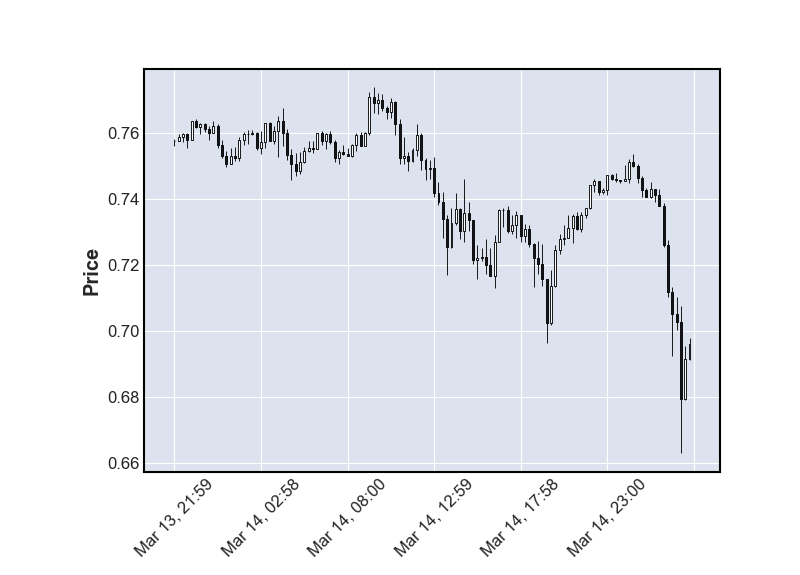 0.76
0.74
0.72
0.70
0.68
0.66
Price
Mar 13, 21:59
Mar 14, 02:58
Mar 14, 08:00
Mar 14, 12:59
Mar 14, 17:58
Mar 14, 23:00